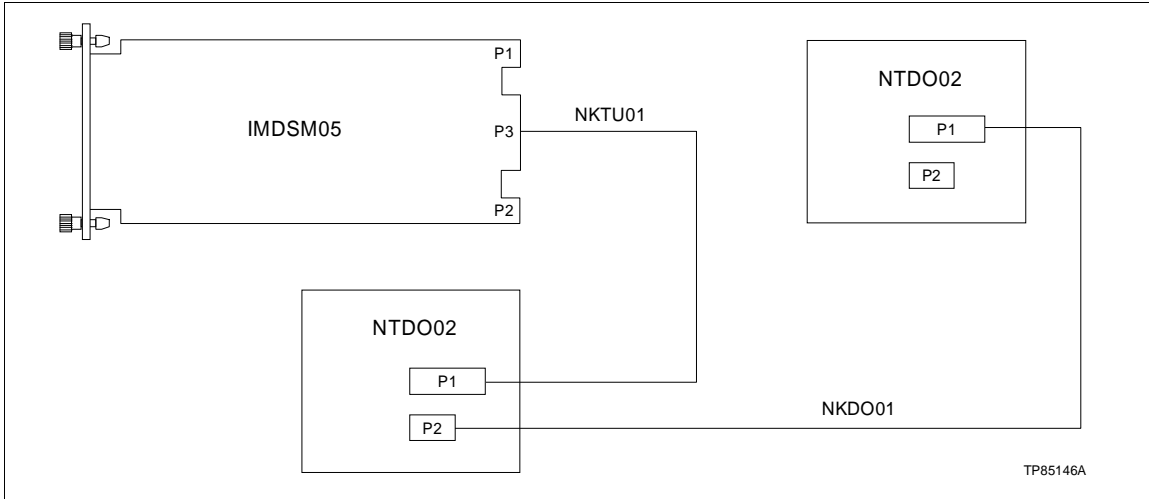 P1
IMDSM05
P3
NKTU01
P2
NTDO02
P1
P2
NTDO02
P1
P2
NKDO01
TP85146A